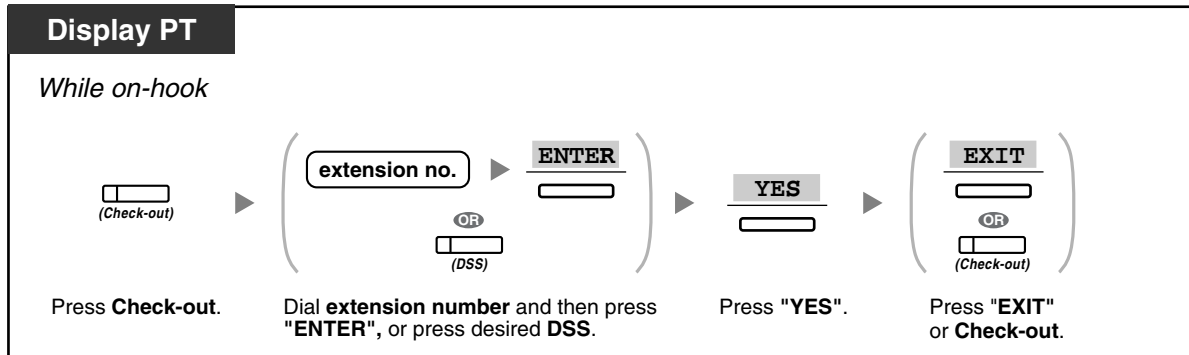 Display PT
While on-hook
(Check-out)
extension no.
ENTER
OR
(DSS)
YES
EXIT
OR
(Check-out)
Press Check-out.
Dial extension number and then press
"ENTER", or press desired DSS.
Press "YES".
Press "EXIT"
or Check-out.